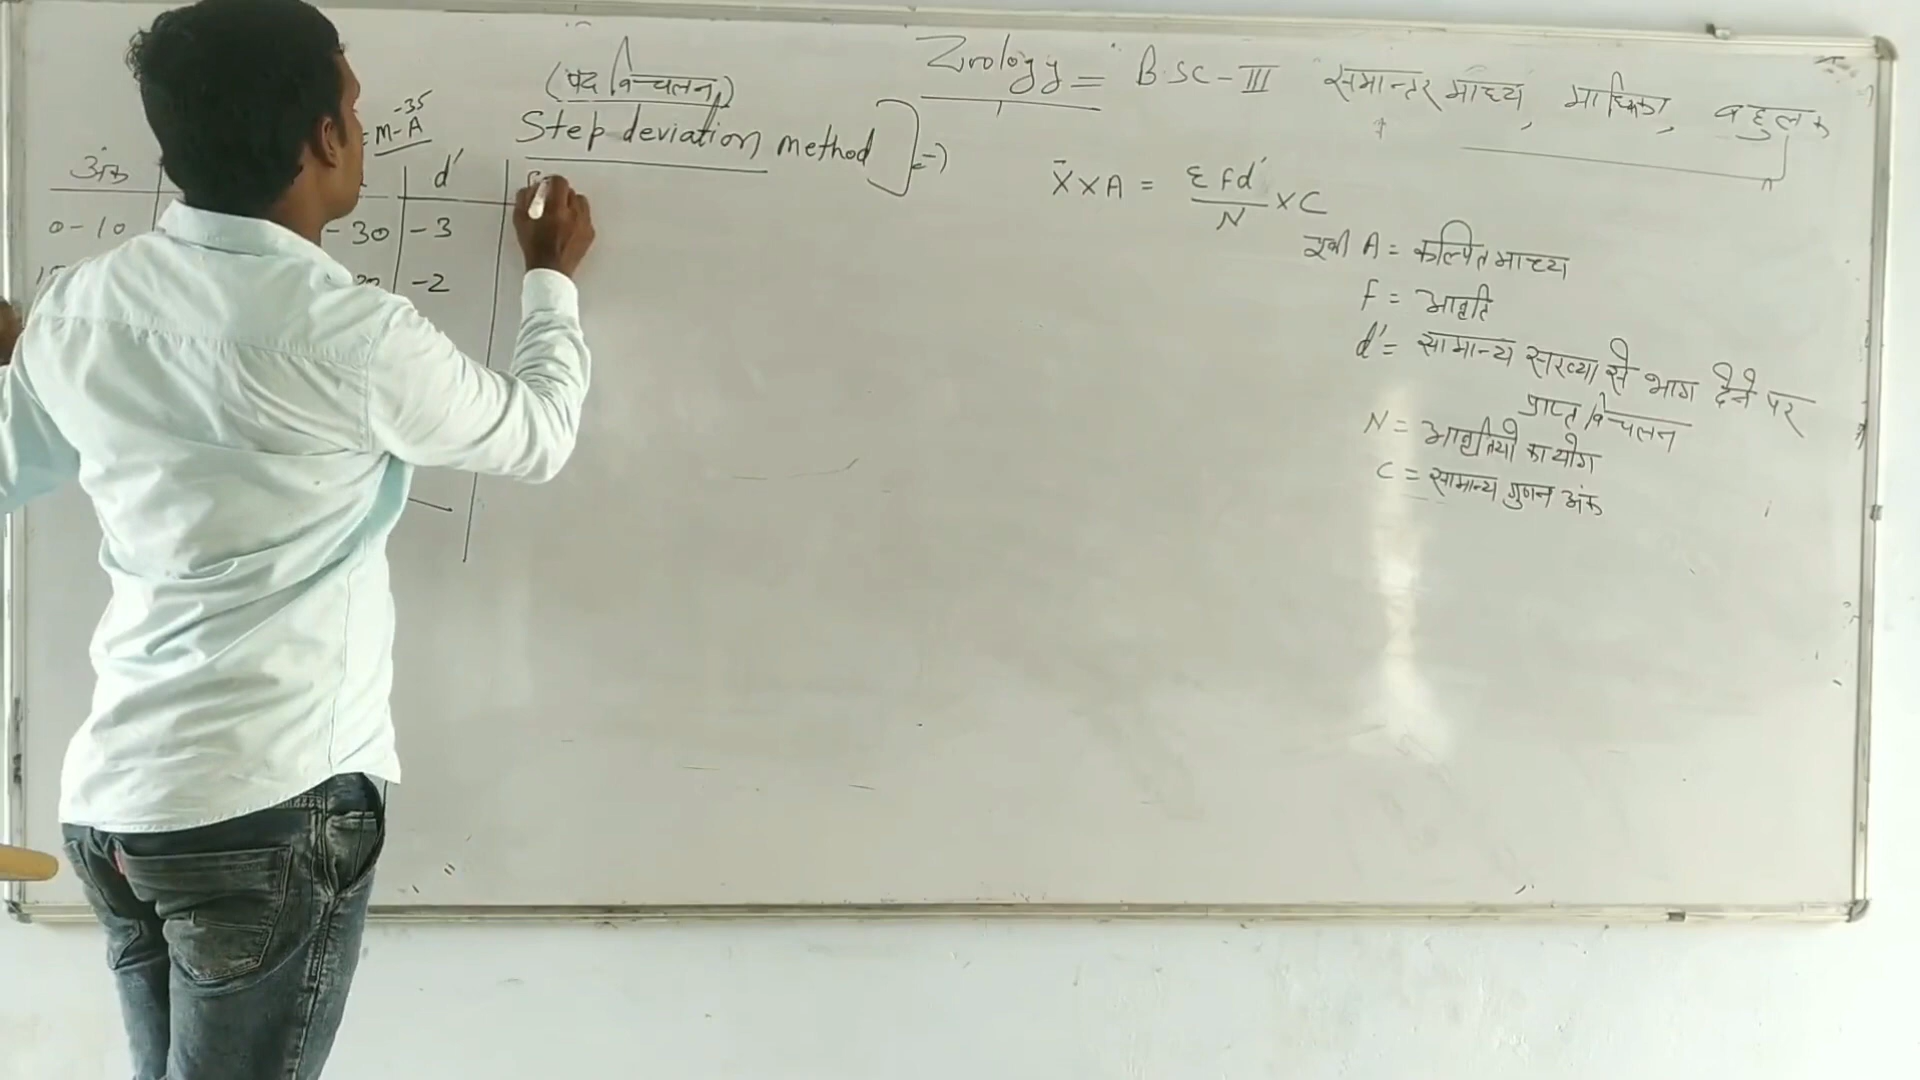 Zoology = B.SC-III समान्तर माध्य, माध्यिका, बहुलक
(पद विचलन)
Step deviation method
-35
= m-A
अंक d'
0-10 -30 -3
-2
X̄ x A = Σfd' / N x C
A = कल्पित माध्य
f = आवृति
d' = सामान्य संख्या से भाग देने पर
प्राप्त विचलन
N = आवृतियो का योग
C = सामान्य गुणन अंक